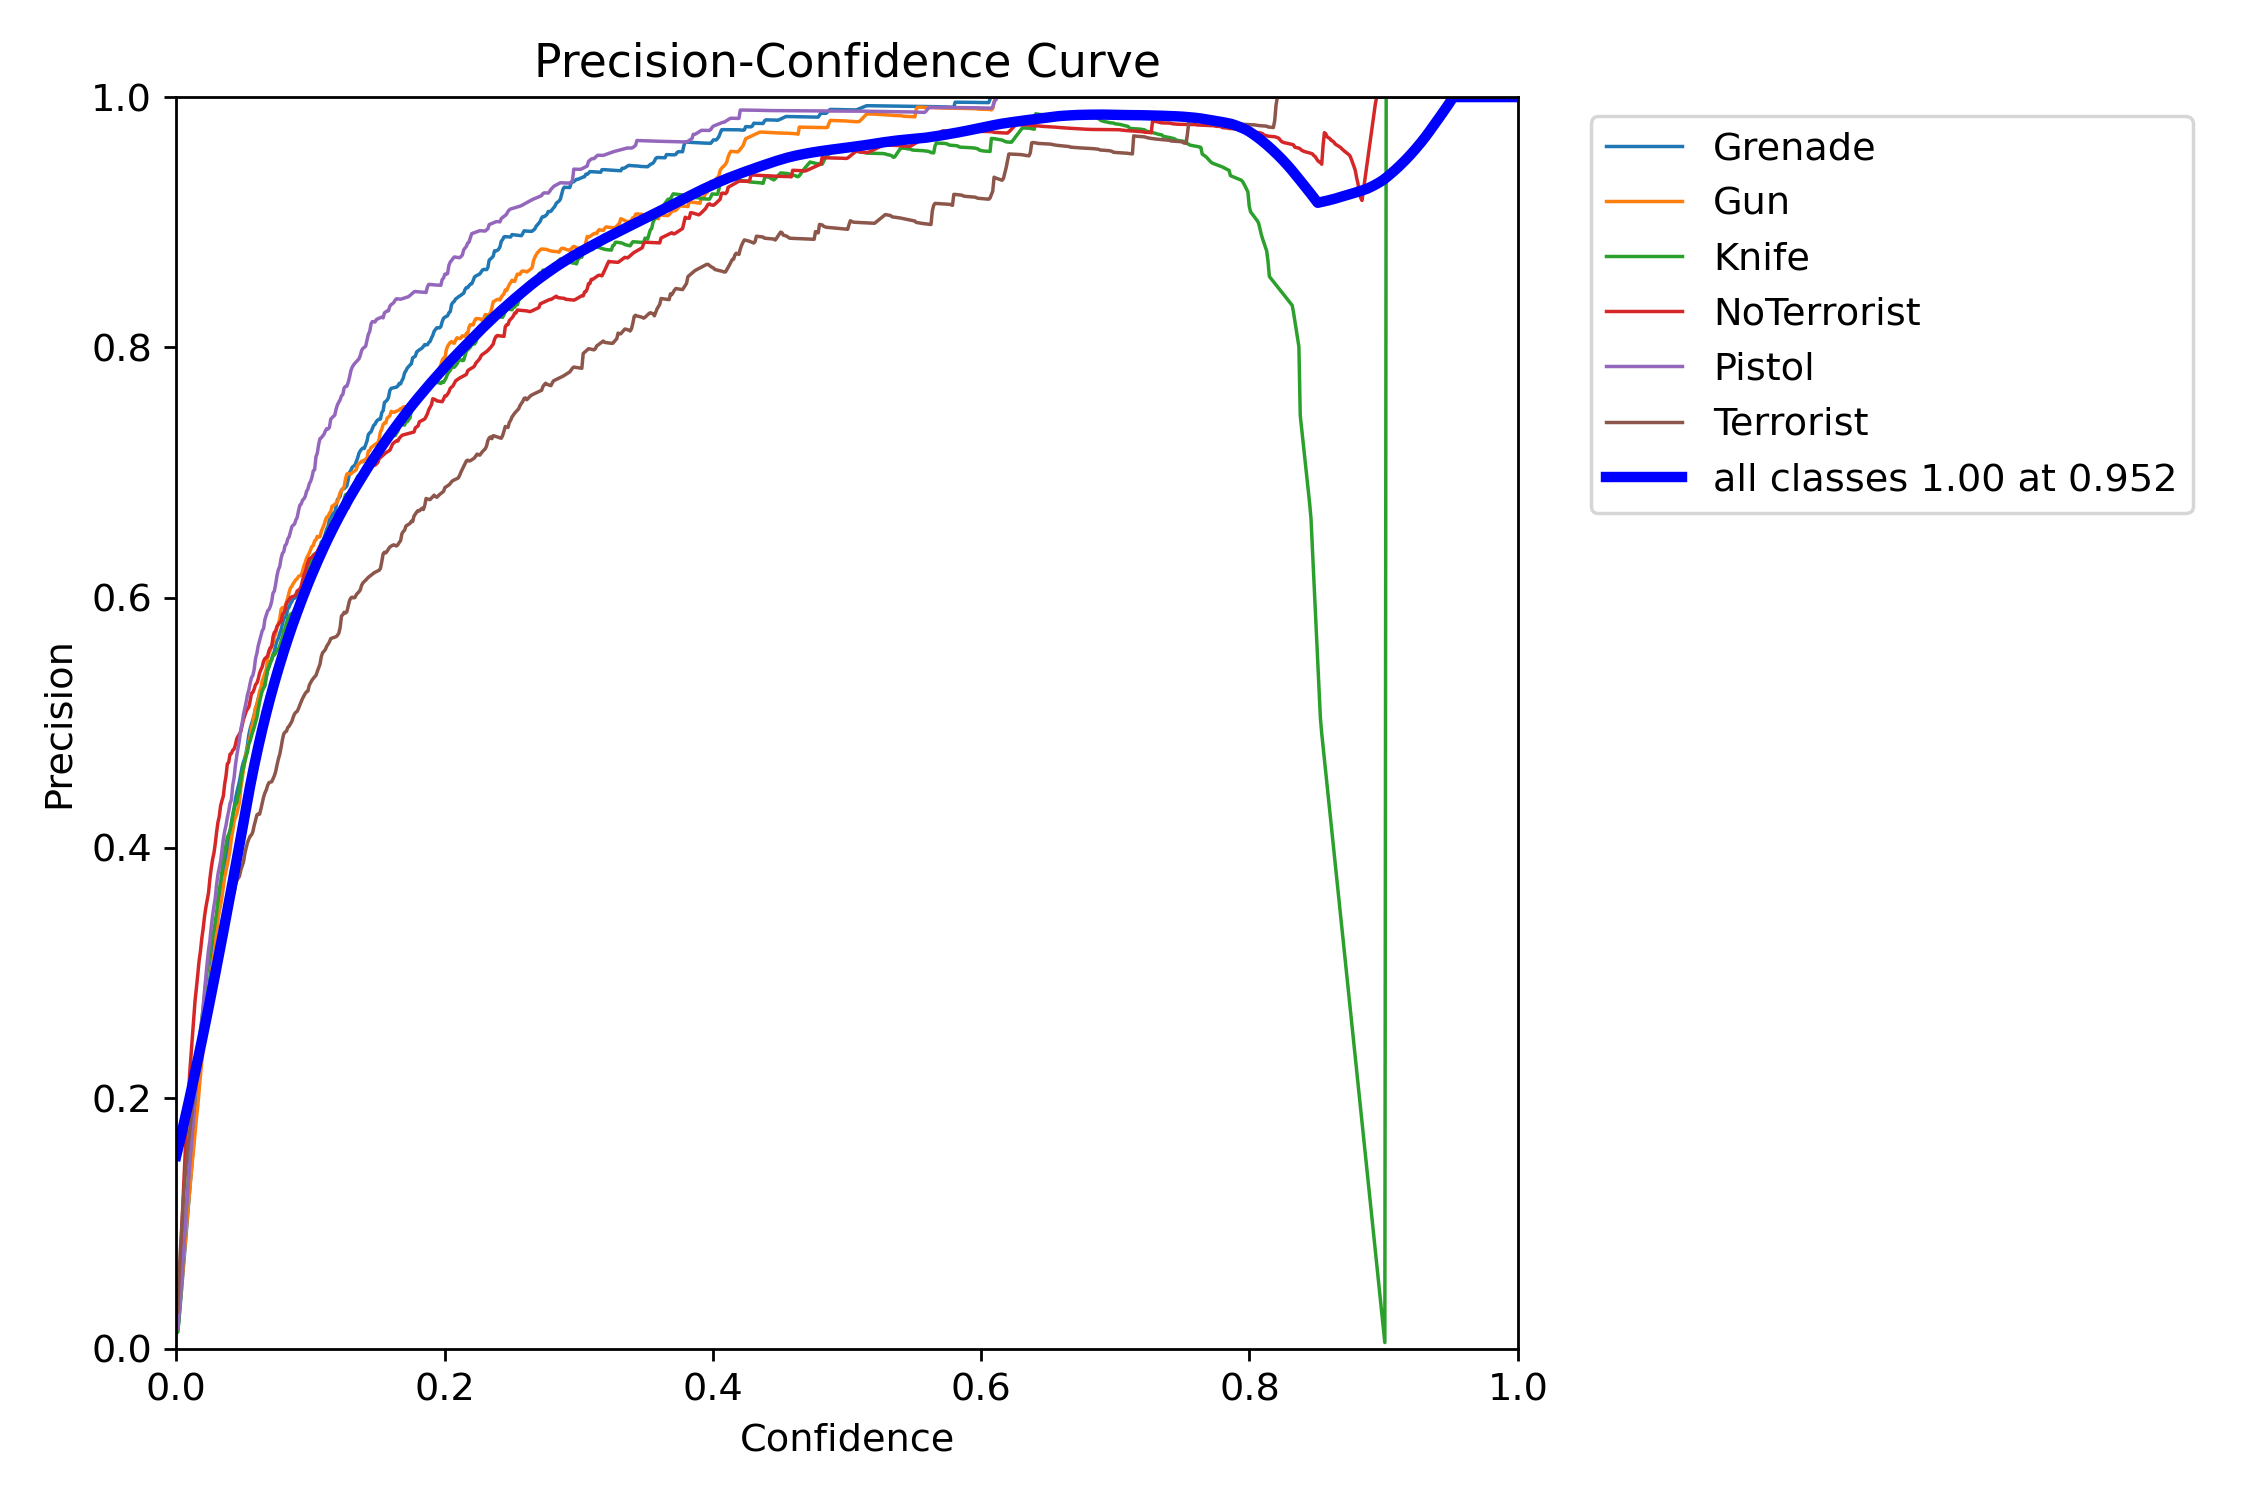 Precision-Confidence Curve
1.0
0.8
0.6
0.4
0.2
0.0
Precision
0.0 0.2 0.4 0.6 0.8 1.0
Confidence
Grenade
Gun
Knife
NoTerrorist
Pistol
Terrorist
all classes 1.00 at 0.952